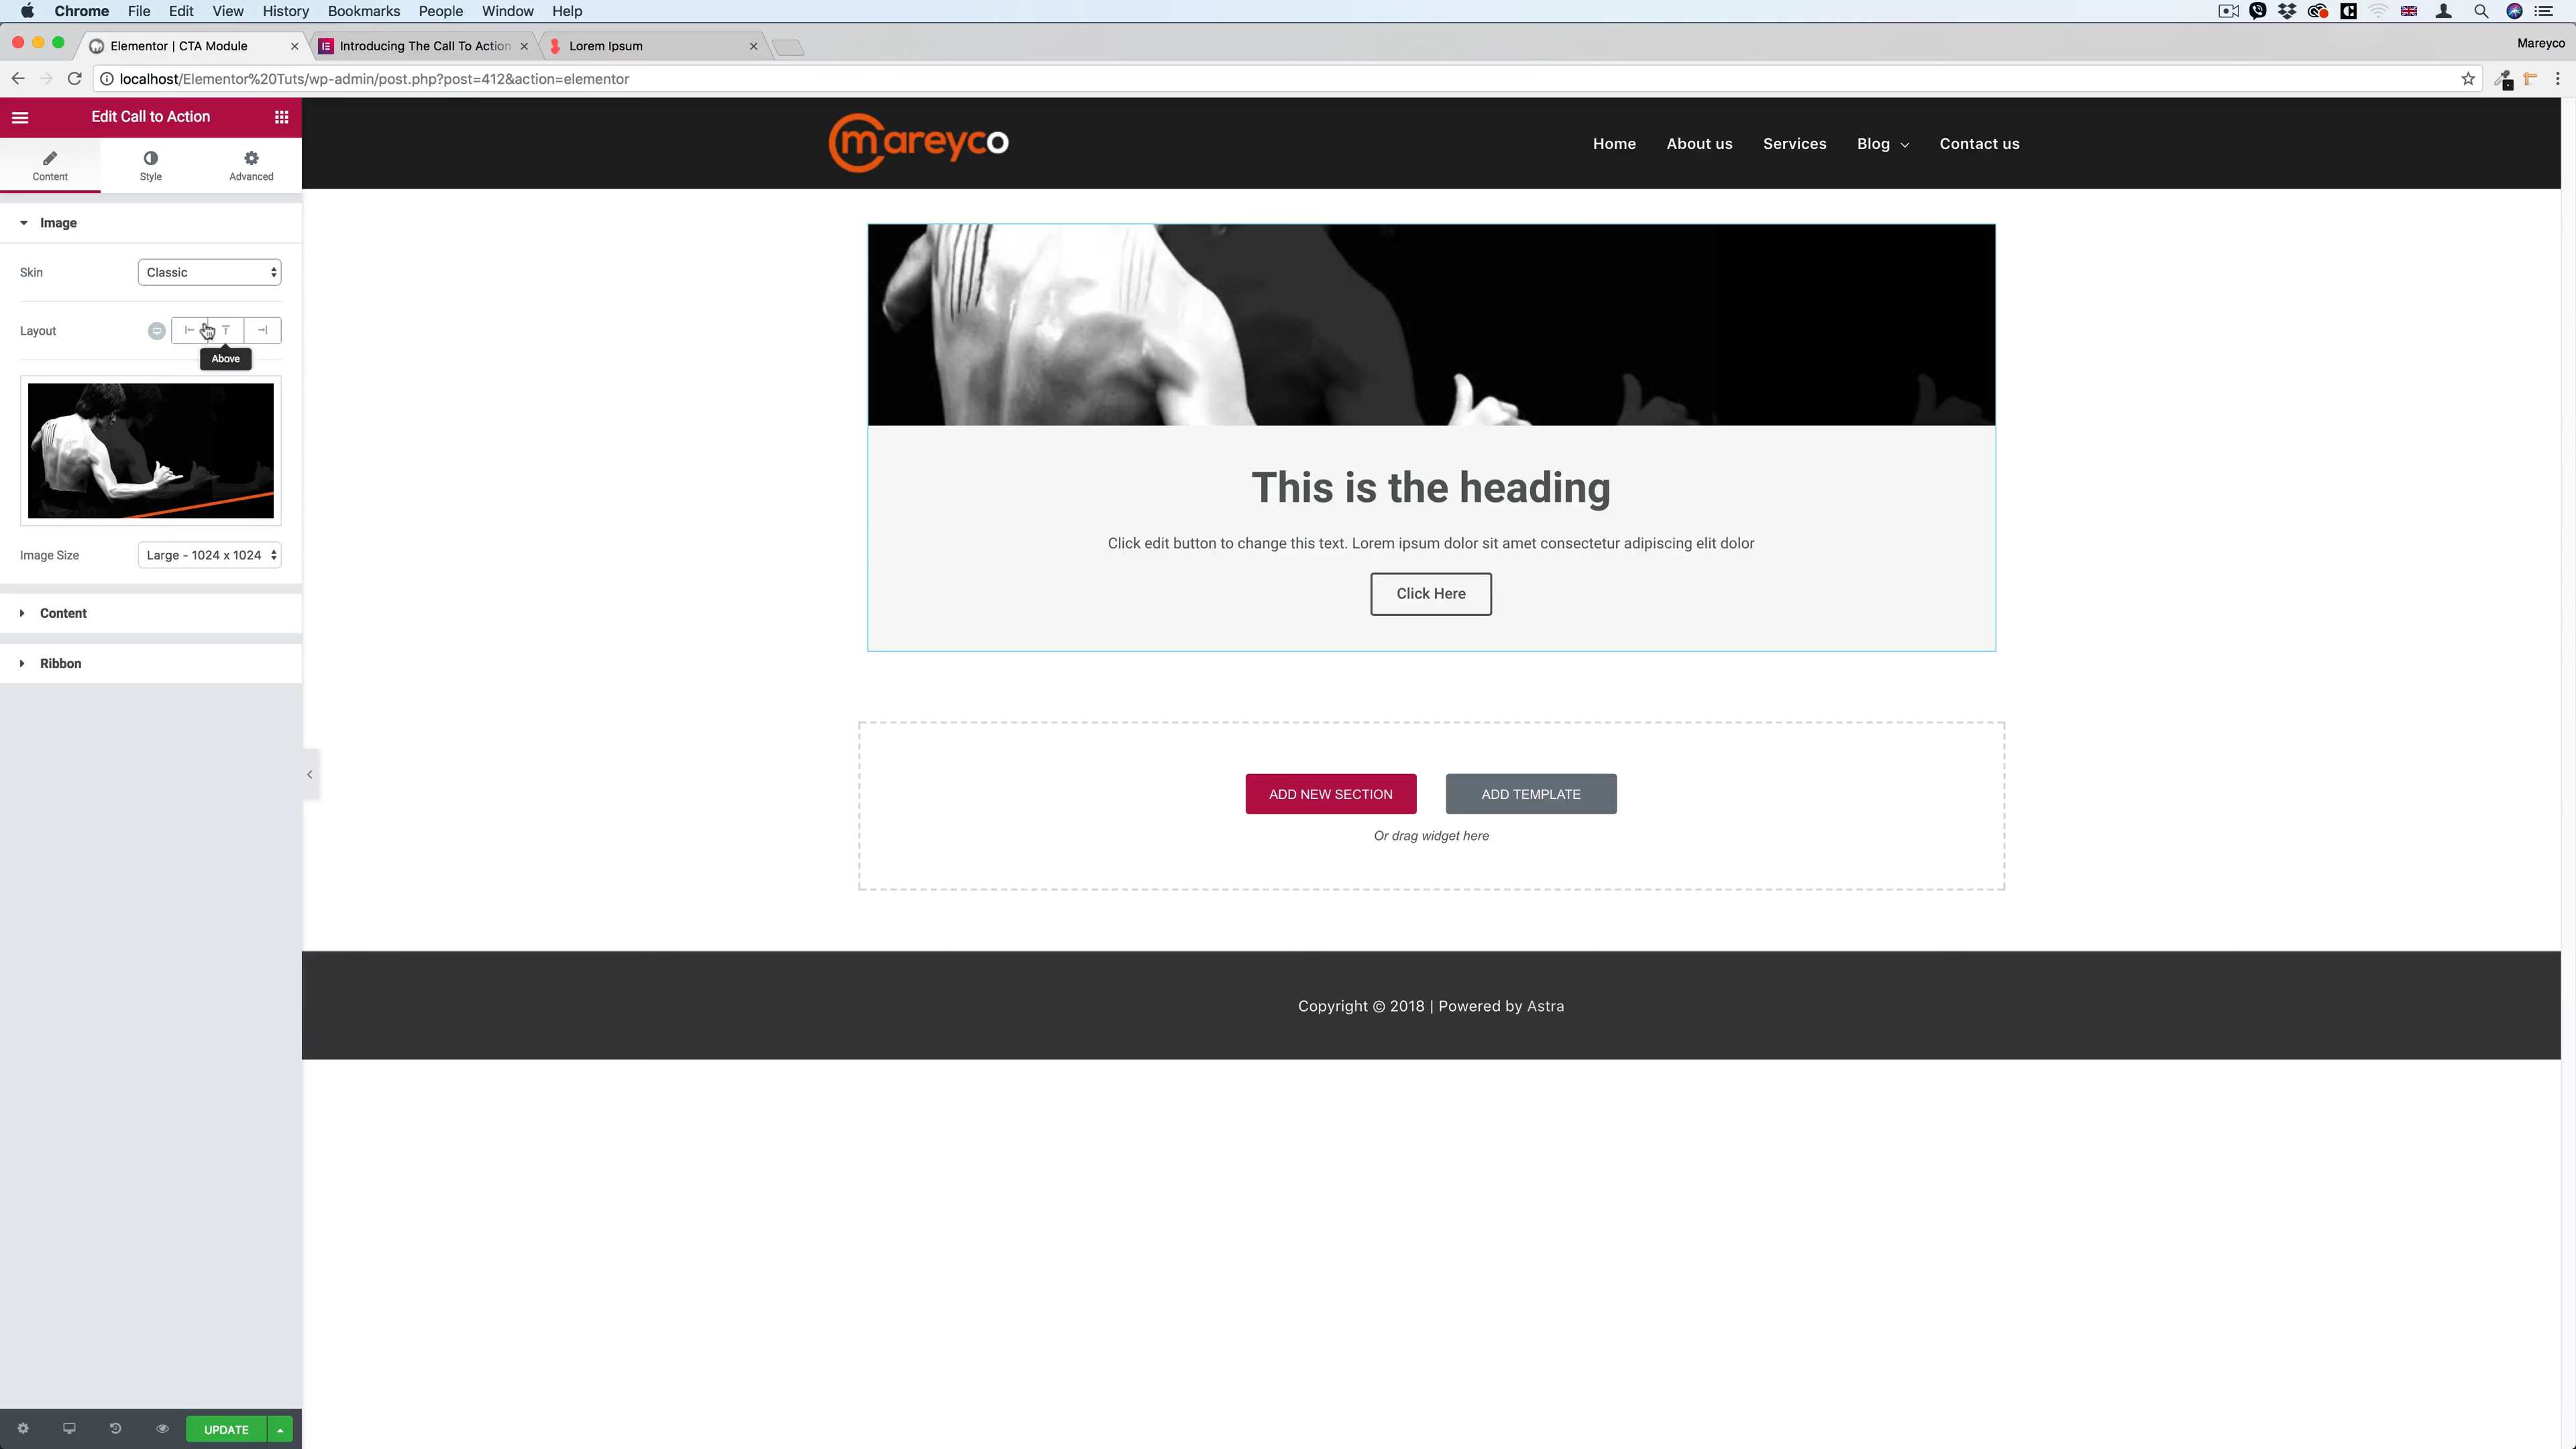 Chrome File Edit View History Bookmarks People Window Help
Elementor | CTA Module
Introducing The Call To Action
Lorem Ipsum
Mareyco
localhost/Elementor%20Tuts/wp-admin/post.php?post=412&action=elementor
Edit Call to Action
Content Style Advanced
Image
Skin Classic
Layout
Above
Image Size Large - 1024 x 1024
Content
Ribbon
UPDATE
mareyco
Home About us Services Blog Contact us
This is the heading
Click edit button to change this text. Lorem ipsum dolor sit amet consectetur adipiscing elit dolor
Click Here
ADD NEW SECTION ADD TEMPLATE
Or drag widget here
Copyright © 2018 | Powered by Astra